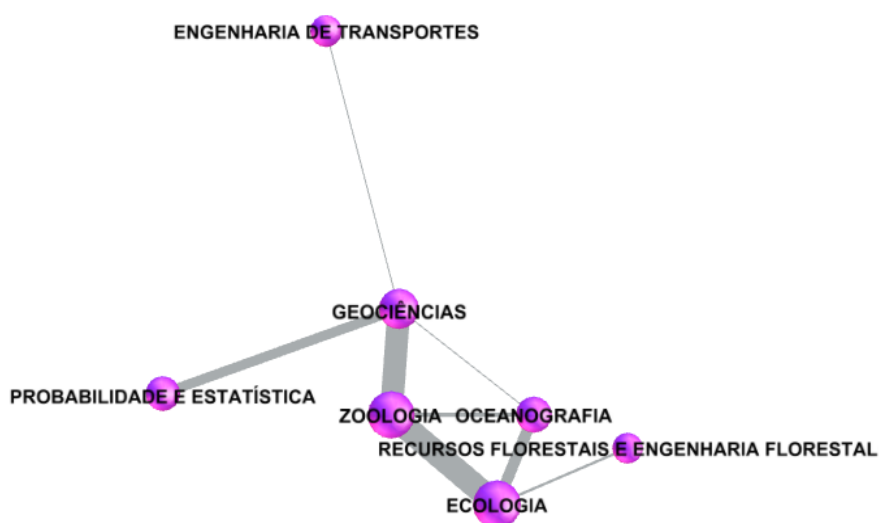 ENGENHARIA DE TRANSPORTES
GEOCIÊNCIAS
PROBABILIDADE E ESTATÍSTICA
ZOOLOGIA
OCEANOGRAFIA
RECURSOS FLORESTAIS E ENGENHARIA FLORESTAL
ECOLOGIA